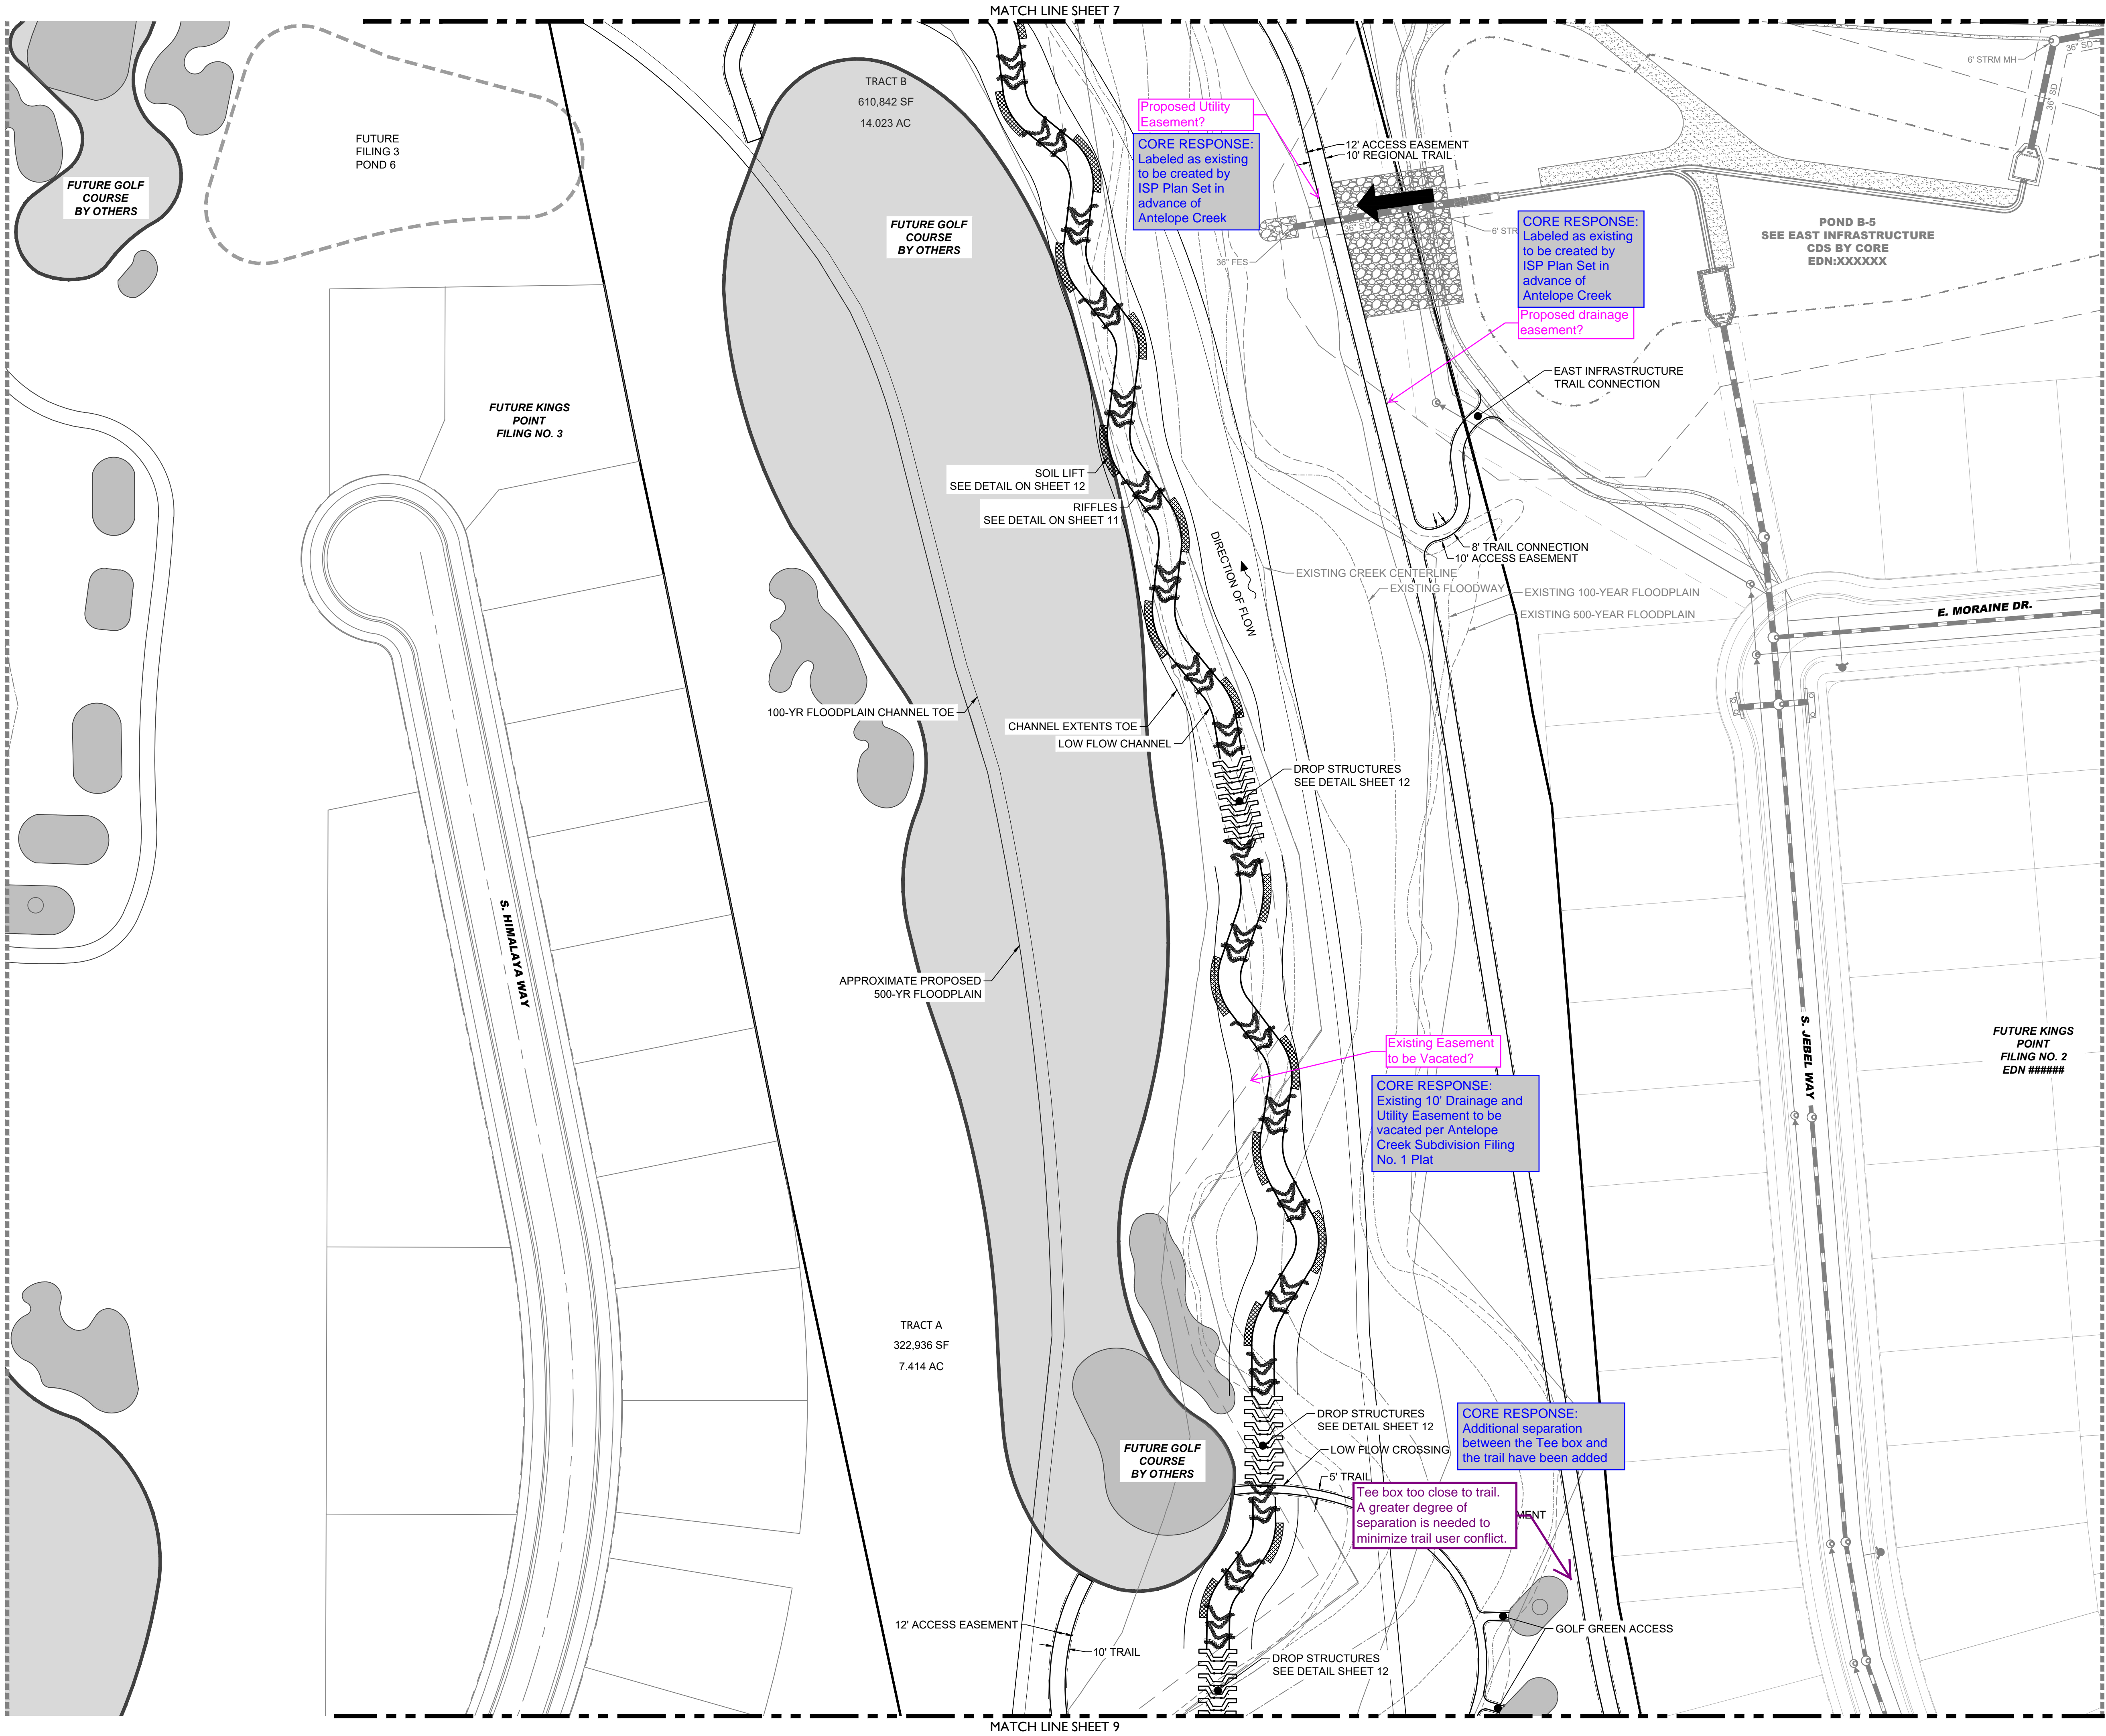 MATCH LINE SHEET 7
TRACT B
610,842 SF
14.023 AC
FUTURE
FILING 3
POND 6
FUTURE GOLF
COURSE
BY OTHERS
FUTURE GOLF
COURSE
BY OTHERS
Proposed Utility
Easement?
CORE RESPONSE:
Labeled as existing
to be created by
ISP Plan Set in
advance of
Antelope Creek
12' ACCESS EASEMENT
10' REGIONAL TRAIL
36" SD
36" FES
6' STR
6' STRM MH
36" SD
36" SD
CORE RESPONSE:
Labeled as existing
to be created by
ISP Plan Set in
advance of
Antelope Creek
Proposed drainage
easement?
POND B-5
SEE EAST INFRASTRUCTURE
CDS BY CORE
EDN:XXXXXX
EAST INFRASTRUCTURE
TRAIL CONNECTION
FUTURE KINGS
POINT
FILING NO. 3
SOIL LIFT
SEE DETAIL ON SHEET 12
RIFFLES
SEE DETAIL ON SHEET 11
DIRECTION OF FLOW
8' TRAIL CONNECTION
10' ACCESS EASEMENT
EXISTING CREEK CENTERLINE
EXISTING FLOODWAY
EXISTING 100-YEAR FLOODPLAIN
EXISTING 500-YEAR FLOODPLAIN
E. MORAINE DR.
100-YR FLOODPLAIN CHANNEL TOE
CHANNEL EXTENTS TOE
LOW FLOW CHANNEL
DROP STRUCTURES
SEE DETAIL SHEET 12
S. HIMALAYA WAY
APPROXIMATE PROPOSED
500-YR FLOODPLAIN
Existing Easement
to be Vacated?
CORE RESPONSE:
Existing 10' Drainage and
Utility Easement to be
vacated per Antelope
Creek Subdivision Filing
No. 1 Plat
S. JEBEL WAY
FUTURE KINGS
POINT
FILING NO. 2
EDN ######
TRACT A
322,936 SF
7.414 AC
DROP STRUCTURES
SEE DETAIL SHEET 12
LOW FLOW CROSSING
5' TRAIL
CORE RESPONSE:
Additional separation
between the Tee box and
the trail have been added
Tee box too close to trail.
A greater degree of
separation is needed to
minimize trail user conflict.
MENT
FUTURE GOLF
COURSE
BY OTHERS
12' ACCESS EASEMENT
10' TRAIL
GOLF GREEN ACCESS
DROP STRUCTURES
SEE DETAIL SHEET 12
MATCH LINE SHEET 9